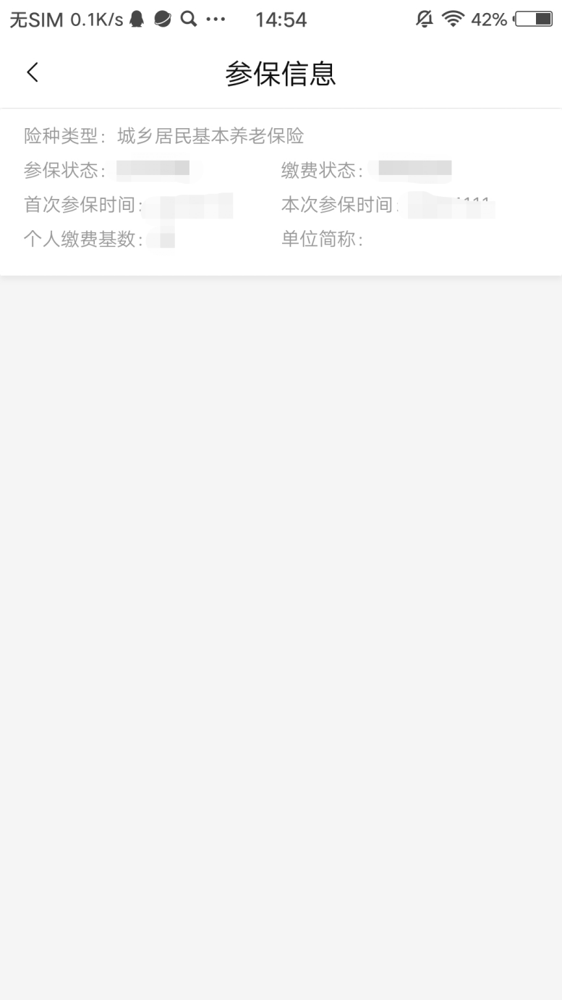 无SIM 0.1K/s ··· 14:54 42%
参保信息
险种类型：城乡居民基本养老保险
参保状态： 缴费状态：
首次参保时间： 本次参保时间：
个人缴费基数： 单位简称：